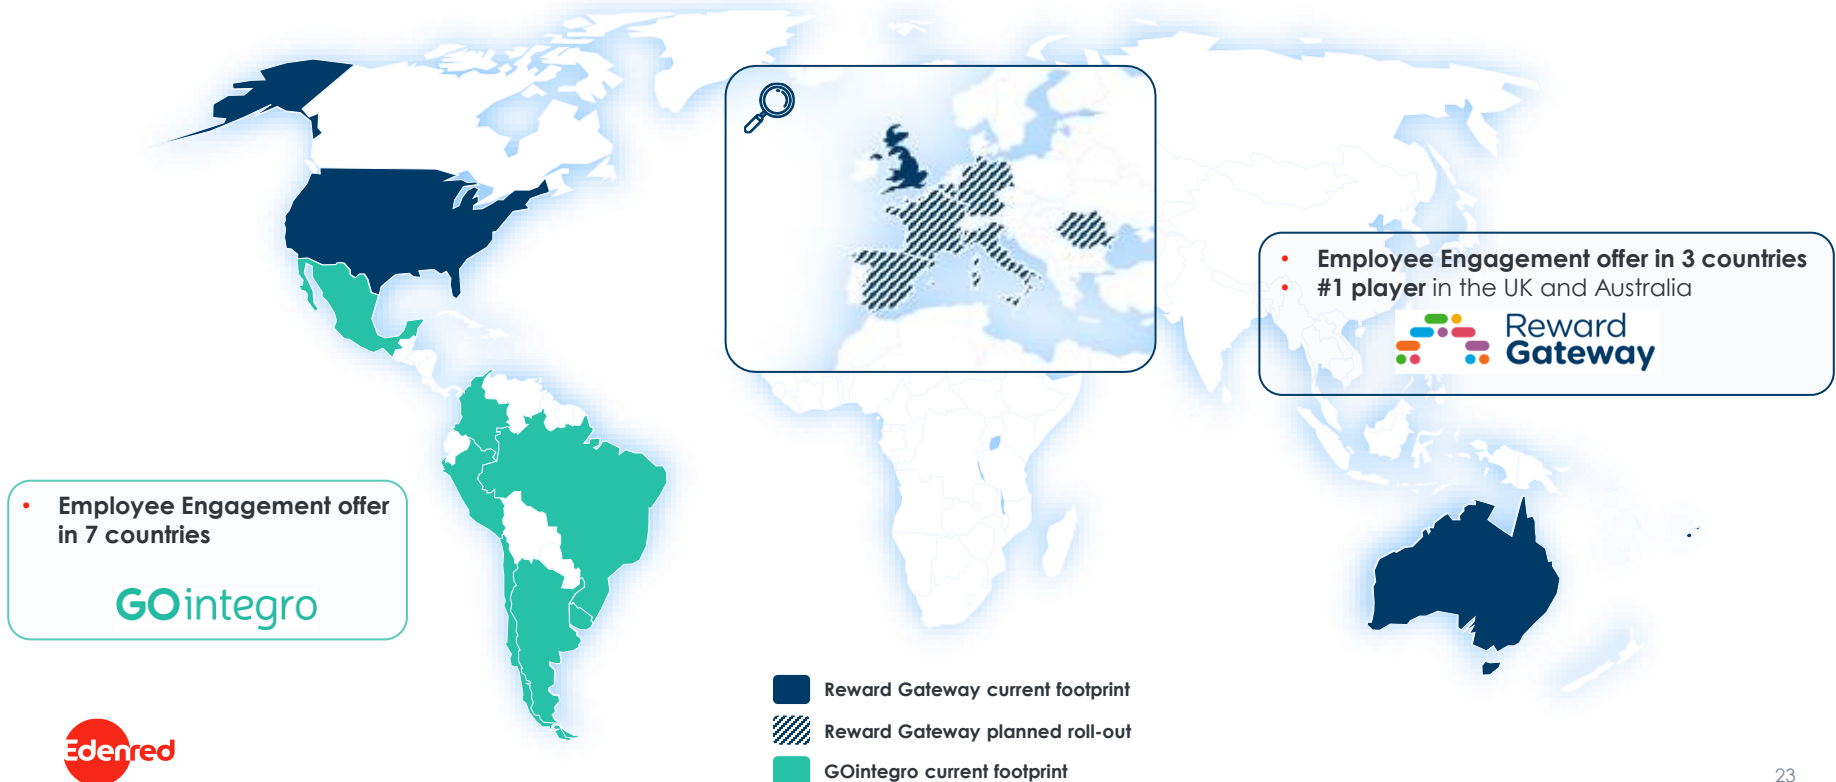 • Employee Engagement offer in 3 countries
• #1 player in the UK and Australia
Reward
Gateway
• Employee Engagement offer
in 7 countries
GOintegro
Reward Gateway current footprint
Reward Gateway planned roll-out
GOintegro current footprint
Edenred
23